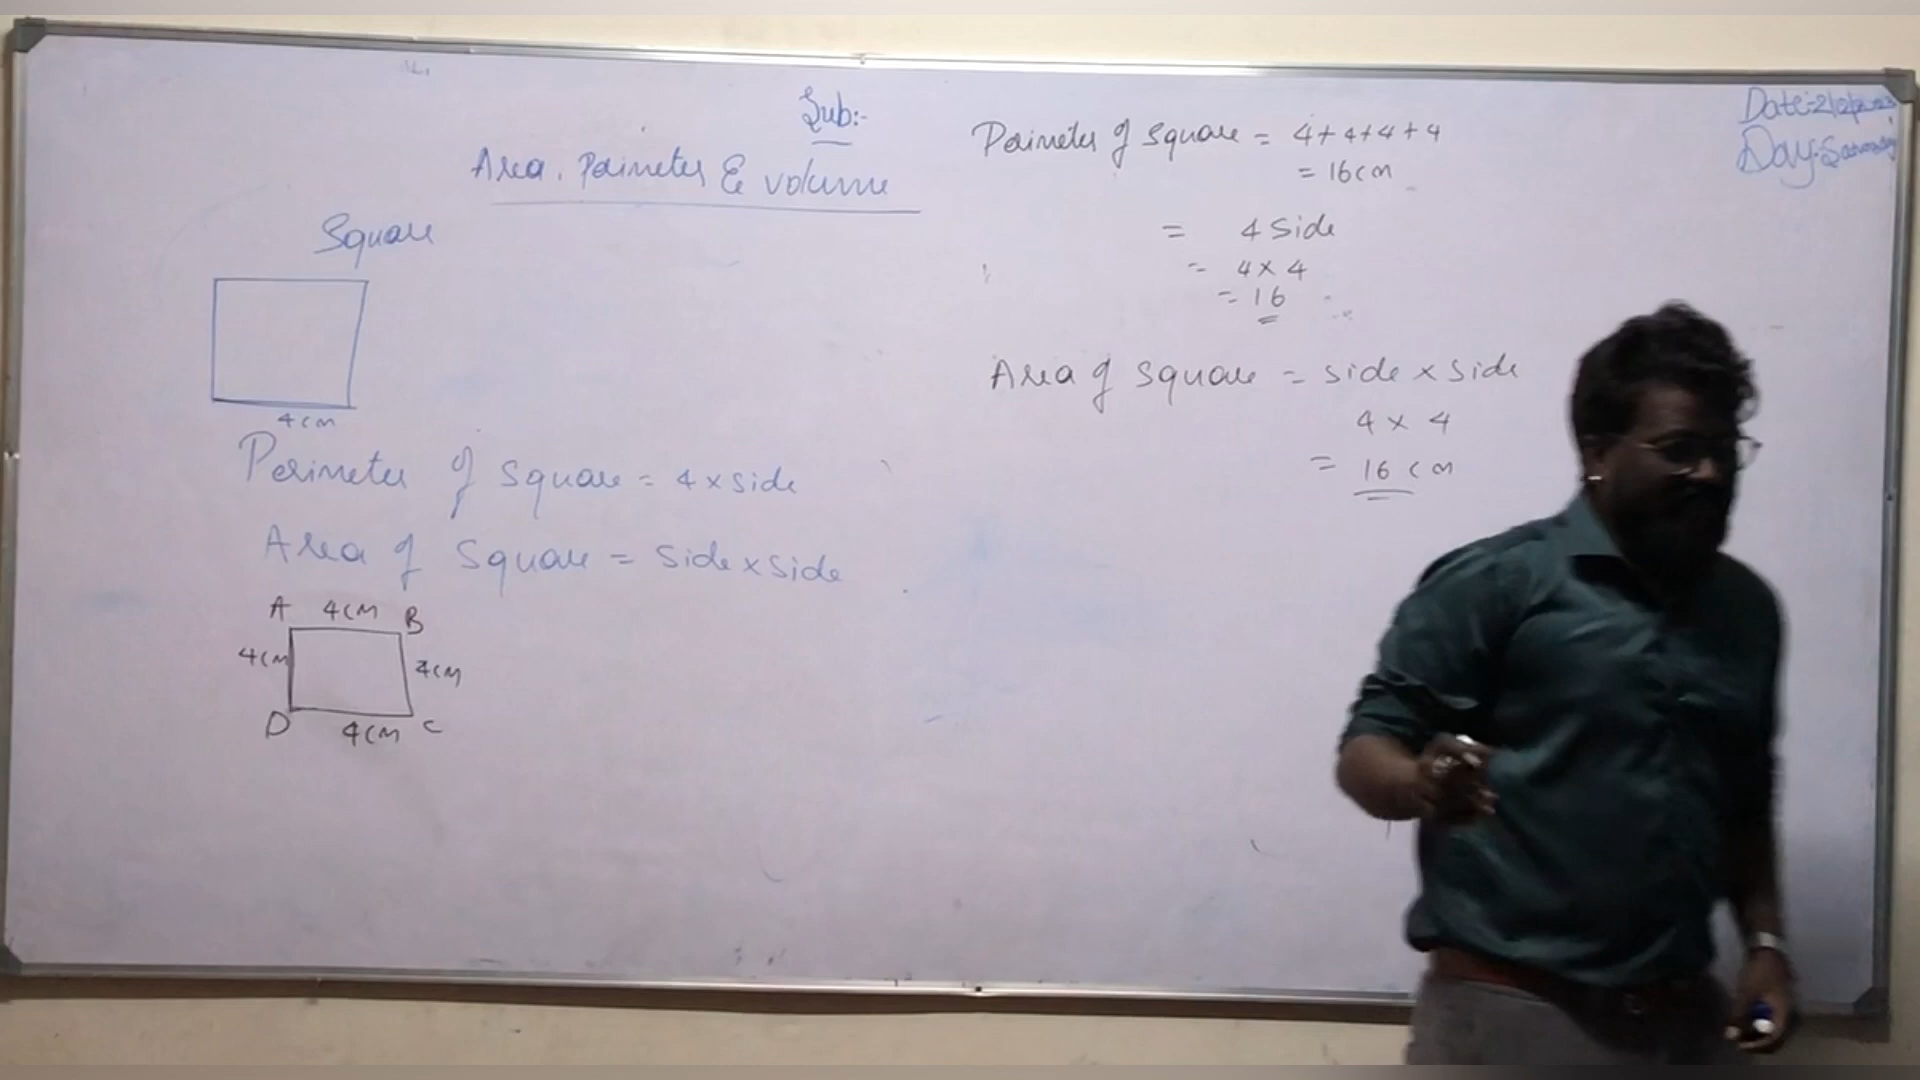 Sub:-
Area, Perimeter & volume
Square
4cm
Perimeter of square = 4 x side
Area of square = side x side
A 4cm B
4cm 4cm
D 4cm C
Perimeter of square = 4+4+4+4
= 16cm
= 4 side
= 4 x 4
= 16
Area of square = side x side
4 x 4
= 16 cm
Date:-
Day:-